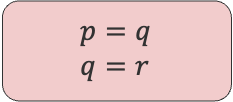 p = q
q = r